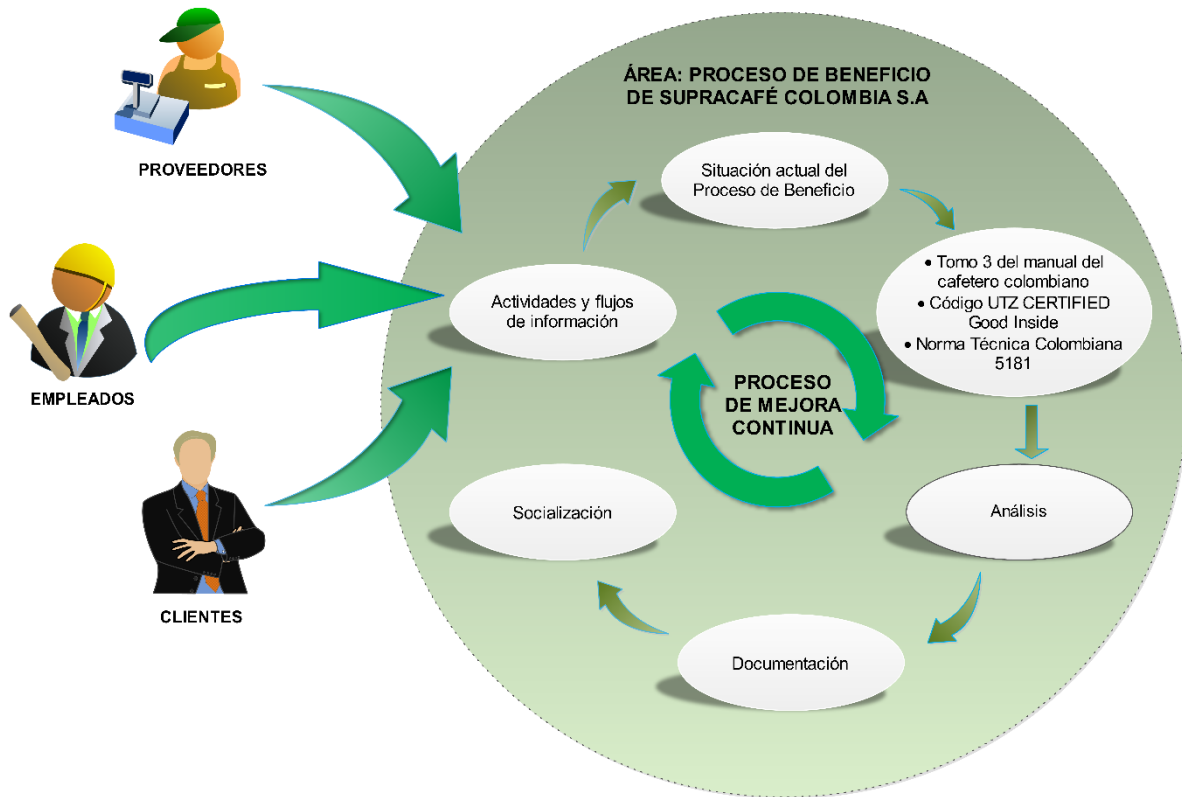 ÁREA: PROCESO DE BENEFICIO
DE SUPRACAFÉ COLOMBIA S.A
PROVEEDORES
EMPLEADOS
CLIENTES
Actividades y flujos
de información
Situación actual del
Proceso de Beneficio
• Tomo 3 del manual del
cafetero colombiano
• Código UTZ CERTIFIED
Good Inside
• Norma Técnica Colombiana
5181
Análisis
Documentación
Socialización
PROCESO
DE MEJORA
CONTINUA